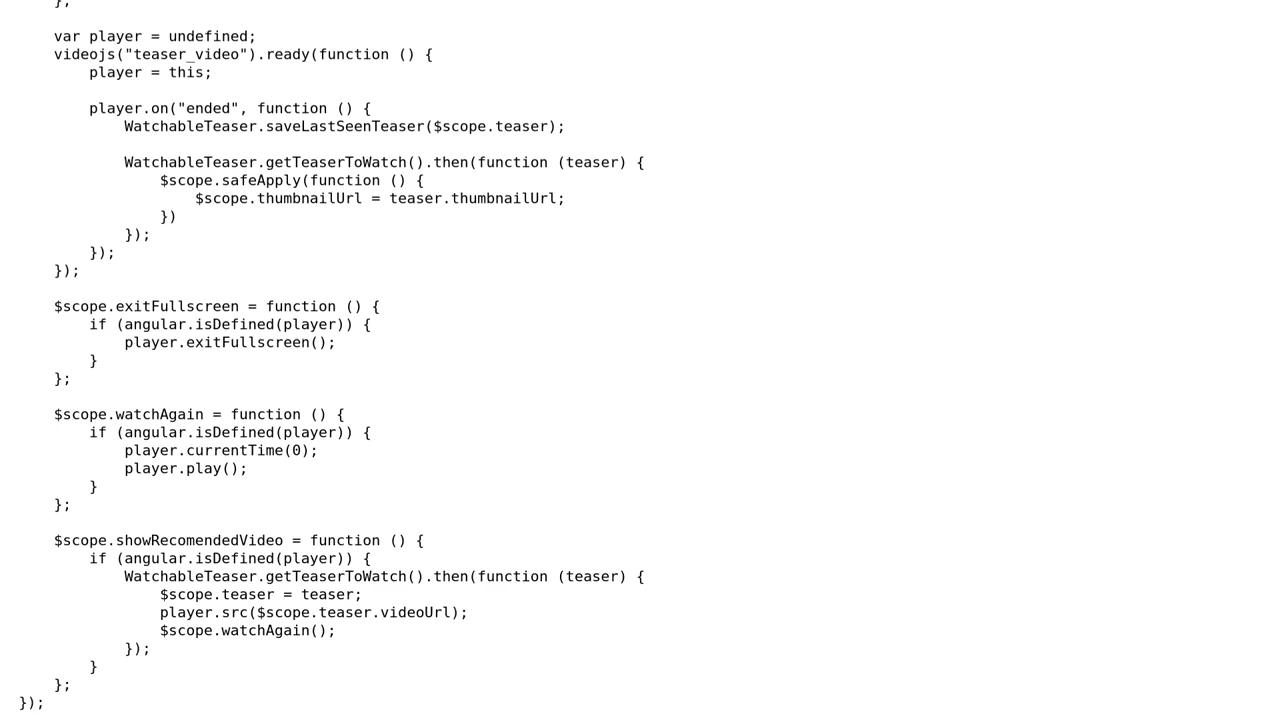 };

    var player = undefined;
    videojs("teaser_video").ready(function () {
        player = this;

        player.on("ended", function () {
            WatchableTeaser.saveLastSeenTeaser($scope.teaser);

            WatchableTeaser.getTeaserToWatch().then(function (teaser) {
                $scope.safeApply(function () {
                    $scope.thumbnailUrl = teaser.thumbnailUrl;
                })
            });
        });
    });

    $scope.exitFullscreen = function () {
        if (angular.isDefined(player)) {
            player.exitFullscreen();
        }
    };

    $scope.watchAgain = function () {
        if (angular.isDefined(player)) {
            player.currentTime(0);
            player.play();
        }
    };

    $scope.showRecomendedVideo = function () {
        if (angular.isDefined(player)) {
            WatchableTeaser.getTeaserToWatch().then(function (teaser) {
                $scope.teaser = teaser;
                player.src($scope.teaser.videoUrl);
                $scope.watchAgain();
            });
        }
    };
});